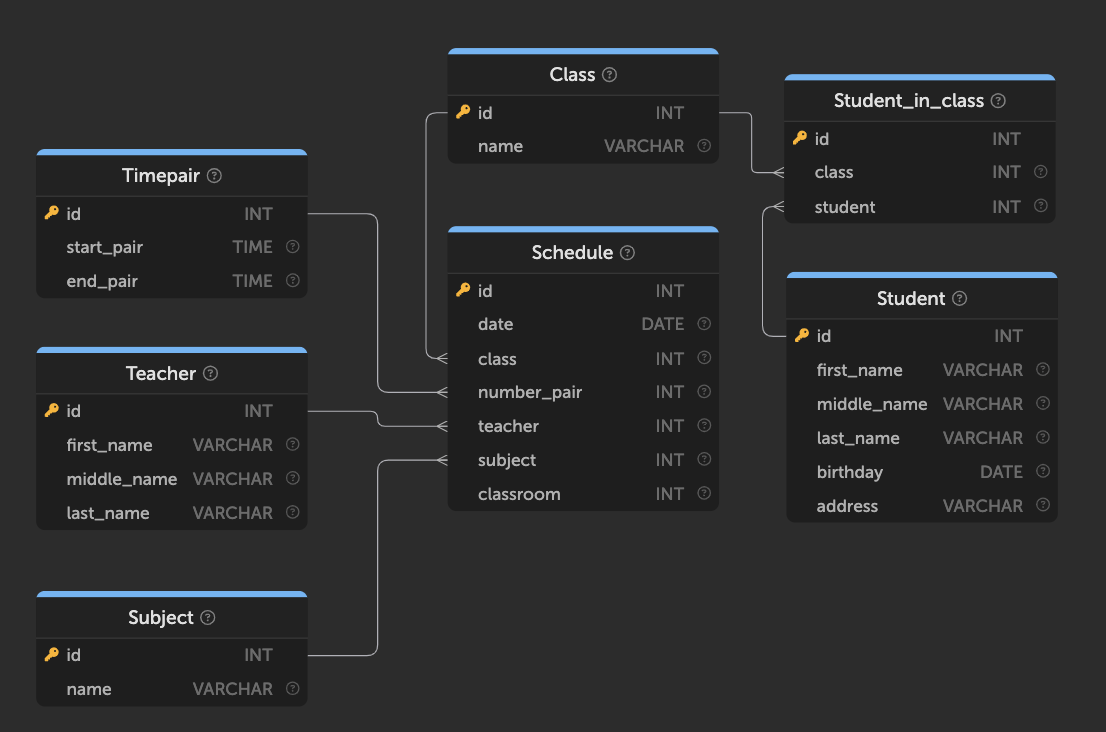 Timepair
id INT
start_pair TIME
end_pair TIME
Teacher
id INT
first_name VARCHAR
middle_name VARCHAR
last_name VARCHAR
Subject
id INT
name VARCHAR
Class
id INT
name VARCHAR
Schedule
id INT
date DATE
class INT
number_pair INT
teacher INT
subject INT
classroom INT
Student_in_class
id INT
class INT
student INT
Student
id INT
first_name VARCHAR
middle_name VARCHAR
last_name VARCHAR
birthday DATE
address VARCHAR